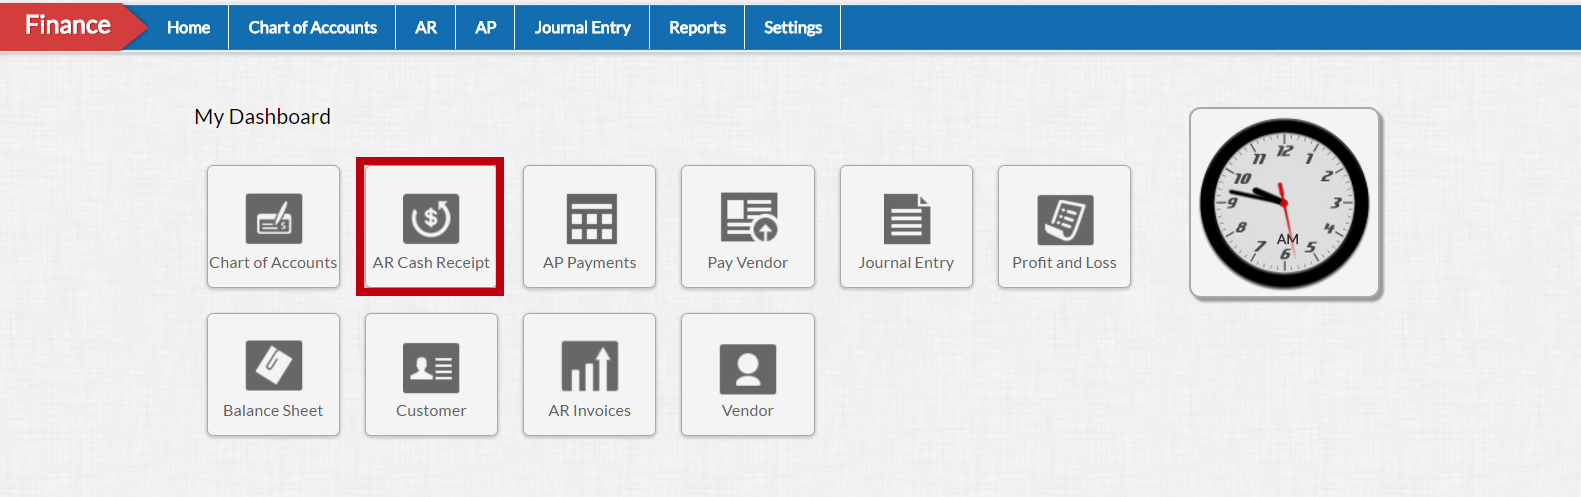 Finance Home Chart of Accounts AR AP Journal Entry Reports Settings
My Dashboard
Chart of Accounts AR Cash Receipt AP Payments Pay Vendor Journal Entry Profit and Loss
Balance Sheet Customer AR Invoices Vendor
12
1
2
3
4
5
6
7
8
9
10
11
AM